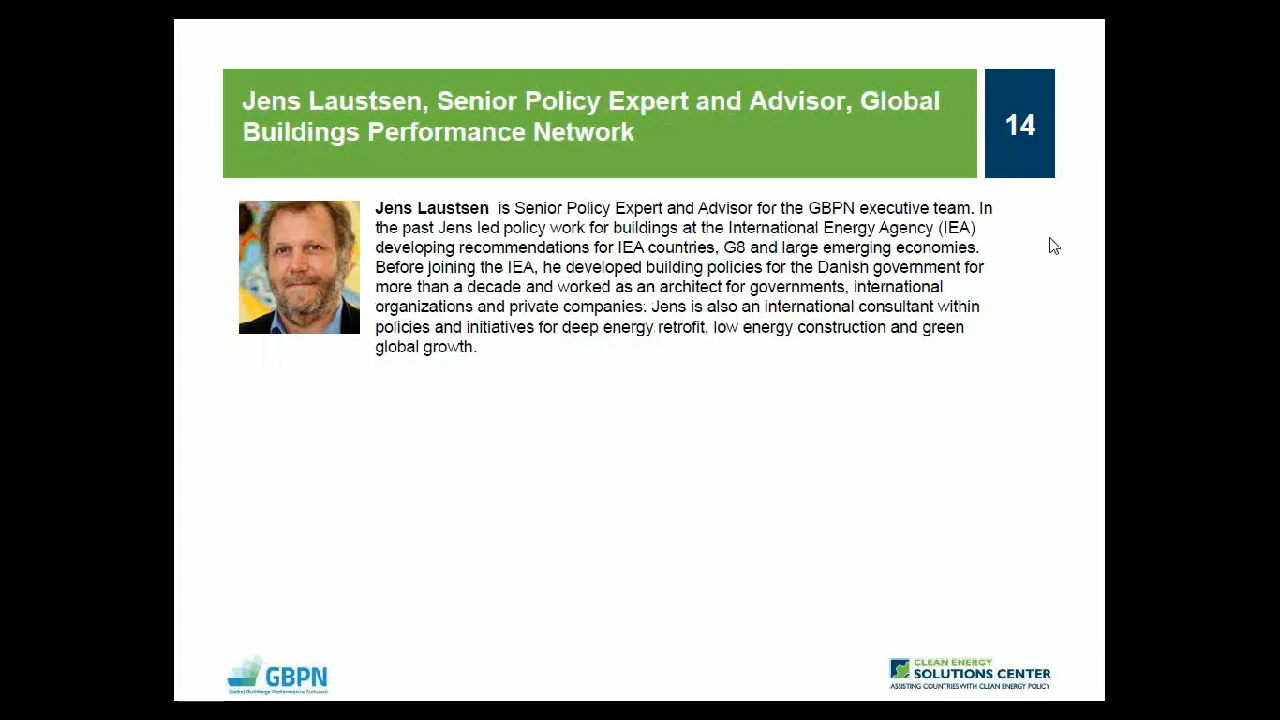 Jens Laustsen, Senior Policy Expert and Advisor, Global
Buildings Performance Network
14
Jens Laustsen is Senior Policy Expert and Advisor for the GBPN executive team. In
the past Jens led policy work for buildings at the International Energy Agency (IEA)
developing recommendations for IEA countries, G8 and large emerging economies.
Before joining the IEA, he developed building policies for the Danish government for
more than a decade and worked as an architect for governments, international
organizations and private companies. Jens is also an international consultant within
policies and initiatives for deep energy retrofit, low energy construction and green
global growth.
GBPN
Global Buildings Performance Network
CLEAN ENERGY
SOLUTIONS CENTER
ASSISTING COUNTRIES WITH CLEAN ENERGY POLICY